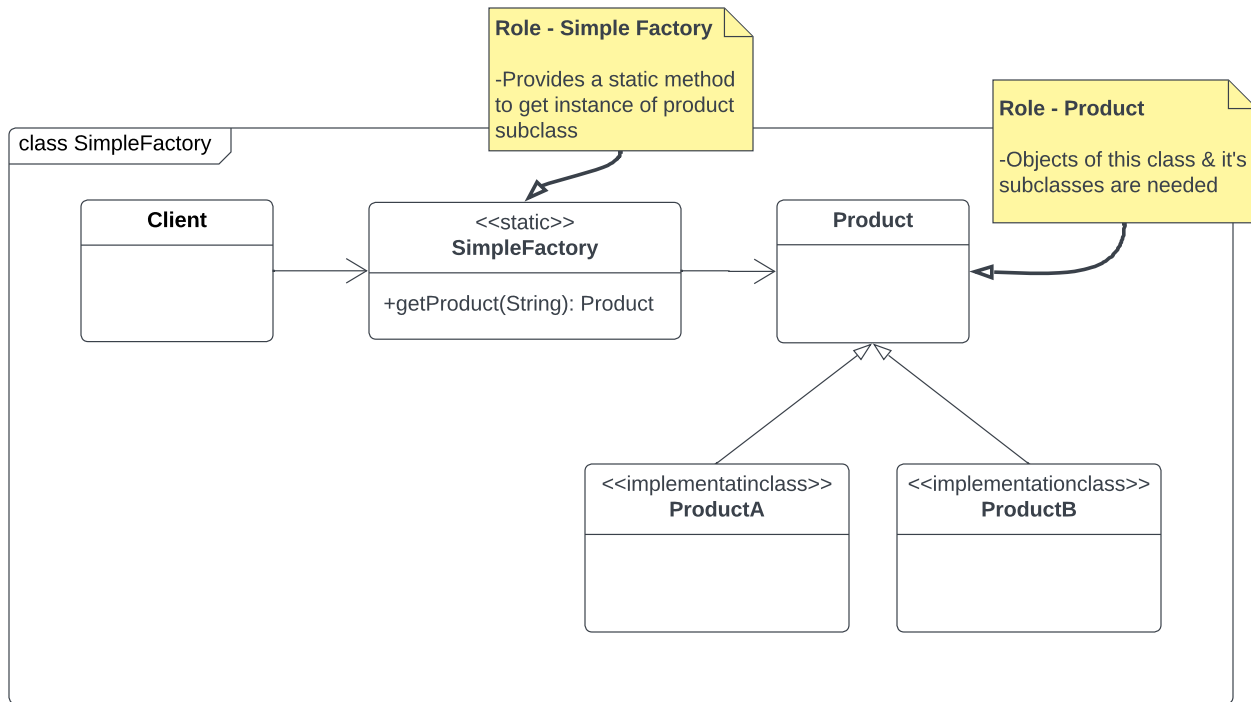 Role - Simple Factory
-Provides a static method
to get instance of product
subclass
Role - Product
-Objects of this class & it's
subclasses are needed
class SimpleFactory
Client
<<static>>
SimpleFactory
+getProduct(String): Product
Product
<<implementatinclass>>
ProductA
<<implementationclass>>
ProductB